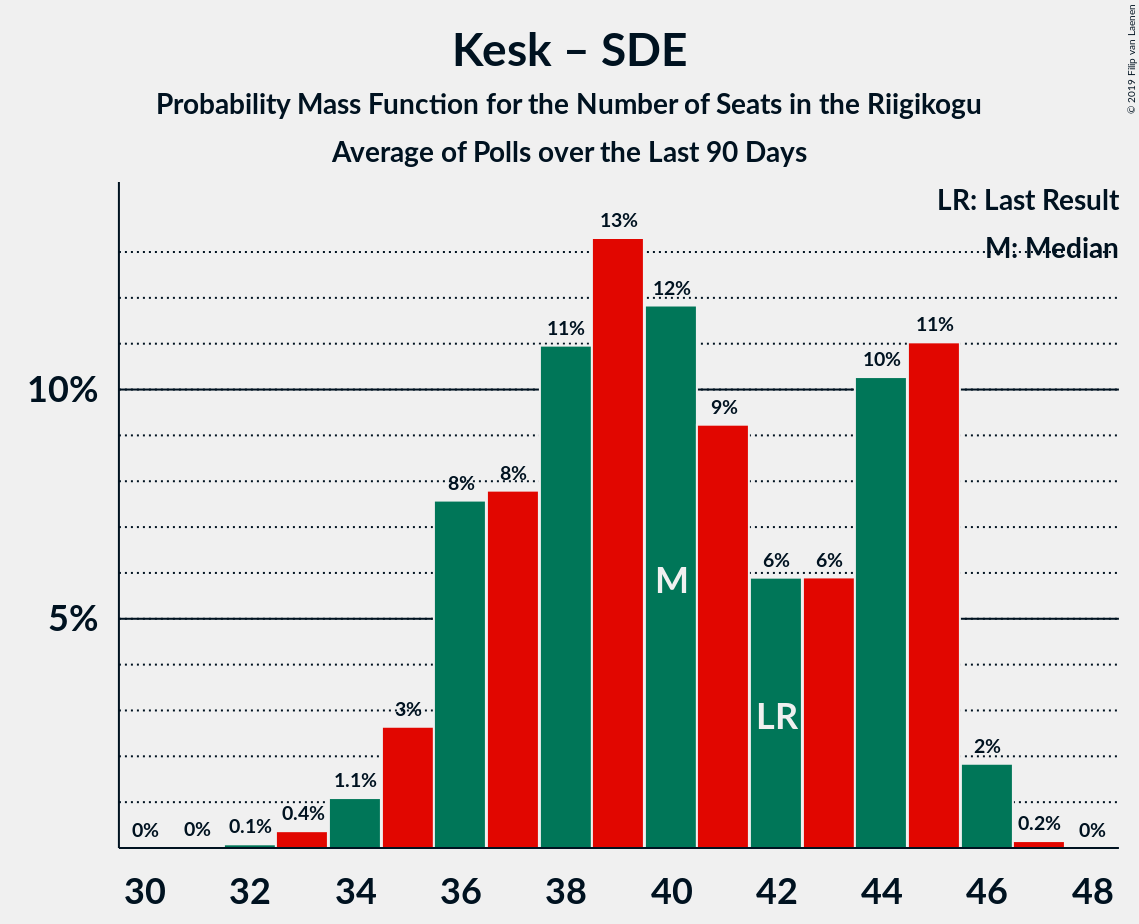 Kesk – SDE
Probability Mass Function for the Number of Seats in the Riigikogu
Average of Polls over the Last 90 Days
© 2019 Filip van Laenen
LR: Last Result
M: Median
10%
5%
0%
0%
0.1%
0.4%
1.1%
3%
8%
8%
11%
13%
12%
9%
6%
6%
10%
11%
2%
0.2%
0%
M
LR
30 32 34 36 38 40 42 44 46 48